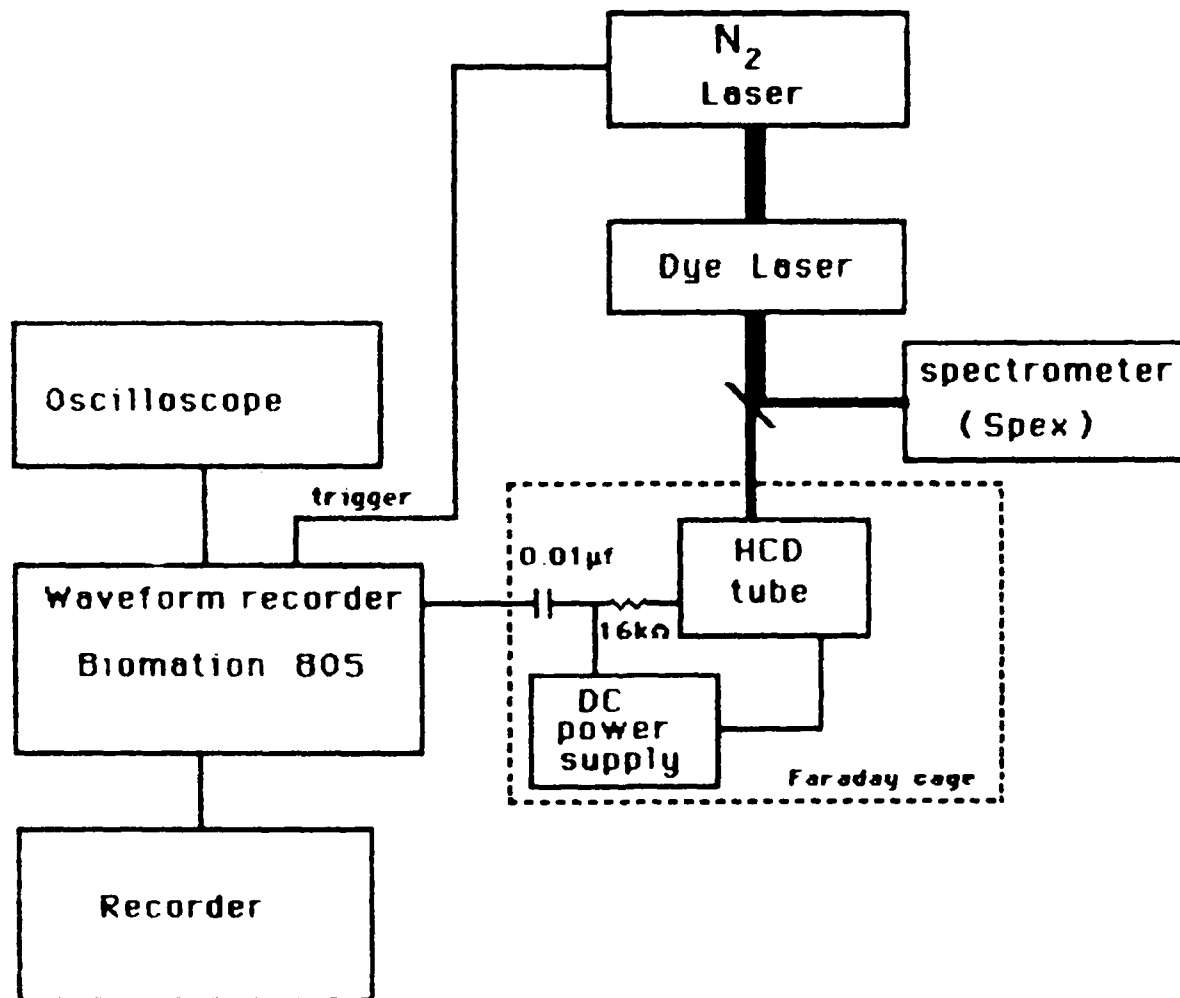 N2
Laser
Dye Laser
spectrometer
(Spex)
Oscilloscope
trigger
HCD
tube
0.01µf
16kΩ
Waveform recorder
Biomation 805
DC
power
supply
Faraday cage
Recorder